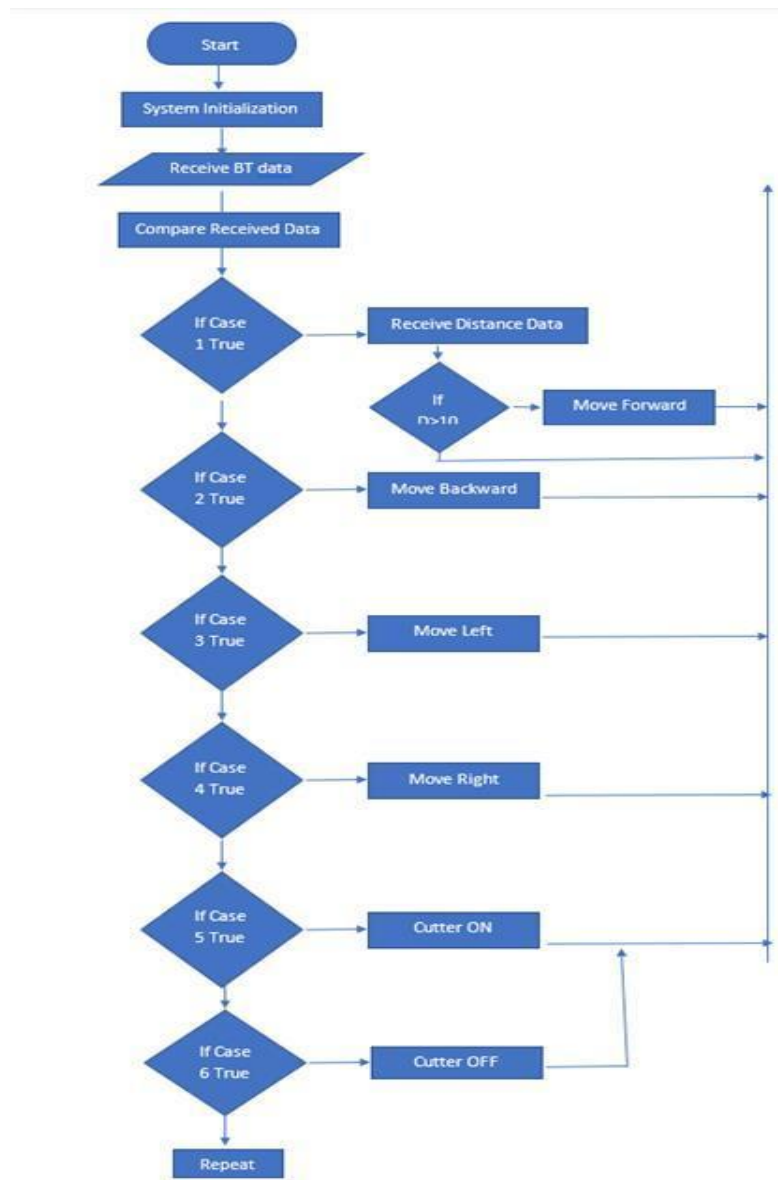 Start
System Initialization
Receive BT data
Compare Received Data
If Case
1 True
Receive Distance Data
If
D>10
Move Forward
If Case
2 True
Move Backward
If Case
3 True
Move Left
If Case
4 True
Move Right
If Case
5 True
Cutter ON
If Case
6 True
Cutter OFF
Repeat